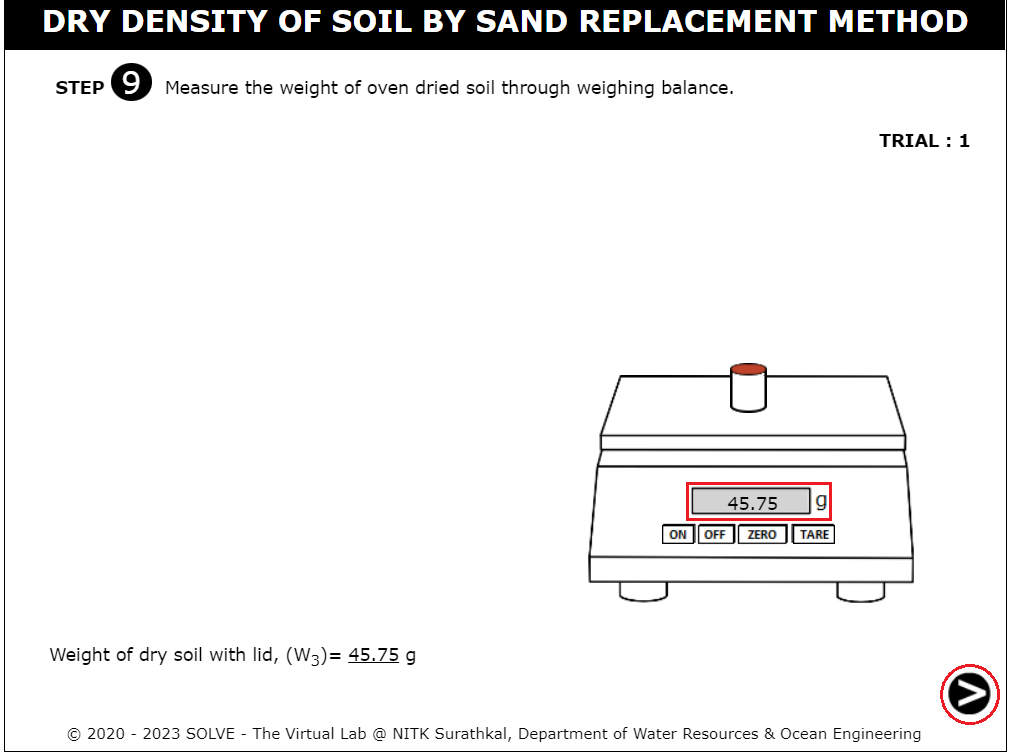 DRY DENSITY OF SOIL BY SAND REPLACEMENT METHOD
STEP 9 Measure the weight of oven dried soil through weighing balance.
TRIAL : 1
45.75 g
ON OFF ZERO TARE
Weight of dry soil with lid, (W3)= 45.75 g
>
© 2020 - 2023 SOLVE - The Virtual Lab @ NITK Surathkal, Department of Water Resources & Ocean Engineering